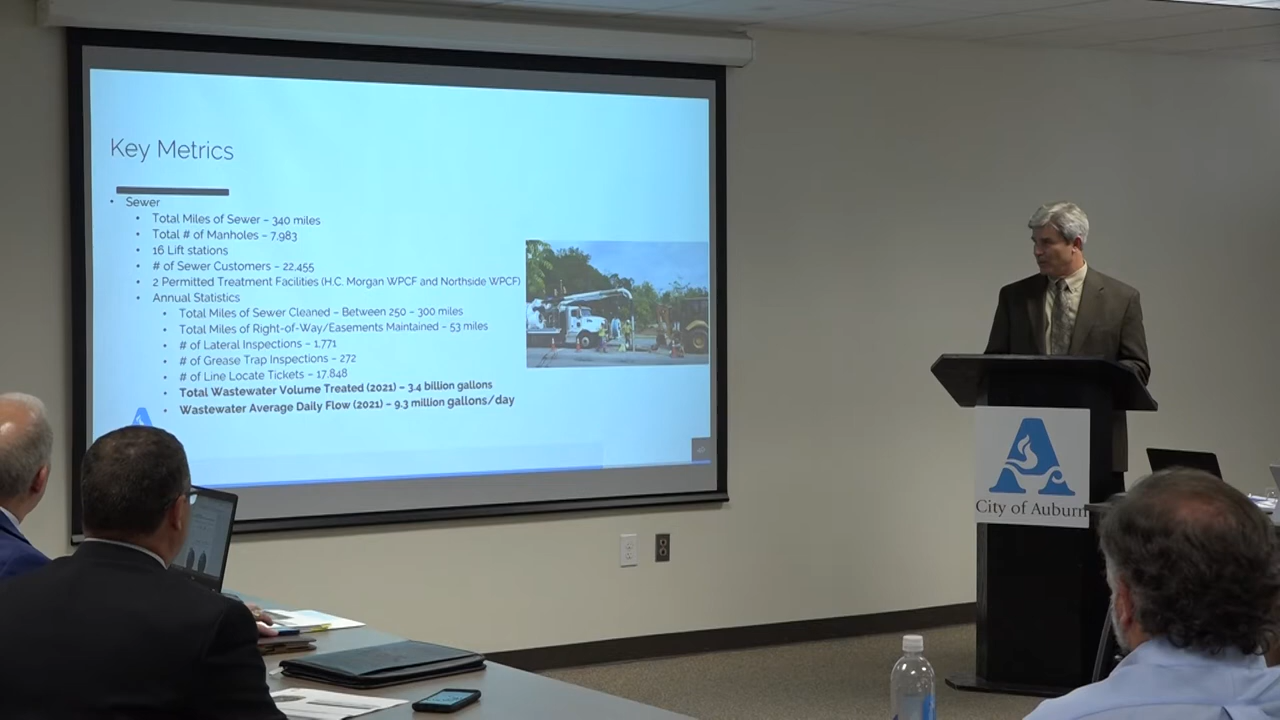 Key Metrics
• Sewer
• Total Miles of Sewer – 340 miles
• Total # of Manholes – 7,983
• 16 Lift stations
• # of Sewer Customers – 22,455
• 2 Permitted Treatment Facilities (H.C. Morgan WPCF and Northside WPCF)
• Annual Statistics
• Total Miles of Sewer Cleaned – Between 250 – 300 miles
• Total Miles of Right-of-Way/Easements Maintained – 53 miles
• # of Lateral Inspections – 1,771
• # of Grease Trap Inspections – 272
• # of Line Locate Tickets – 17,848
• Total Wastewater Volume Treated (2021) – 3.4 billion gallons
• Wastewater Average Daily Flow (2021) – 9.3 million gallons/day
A
City of Auburn